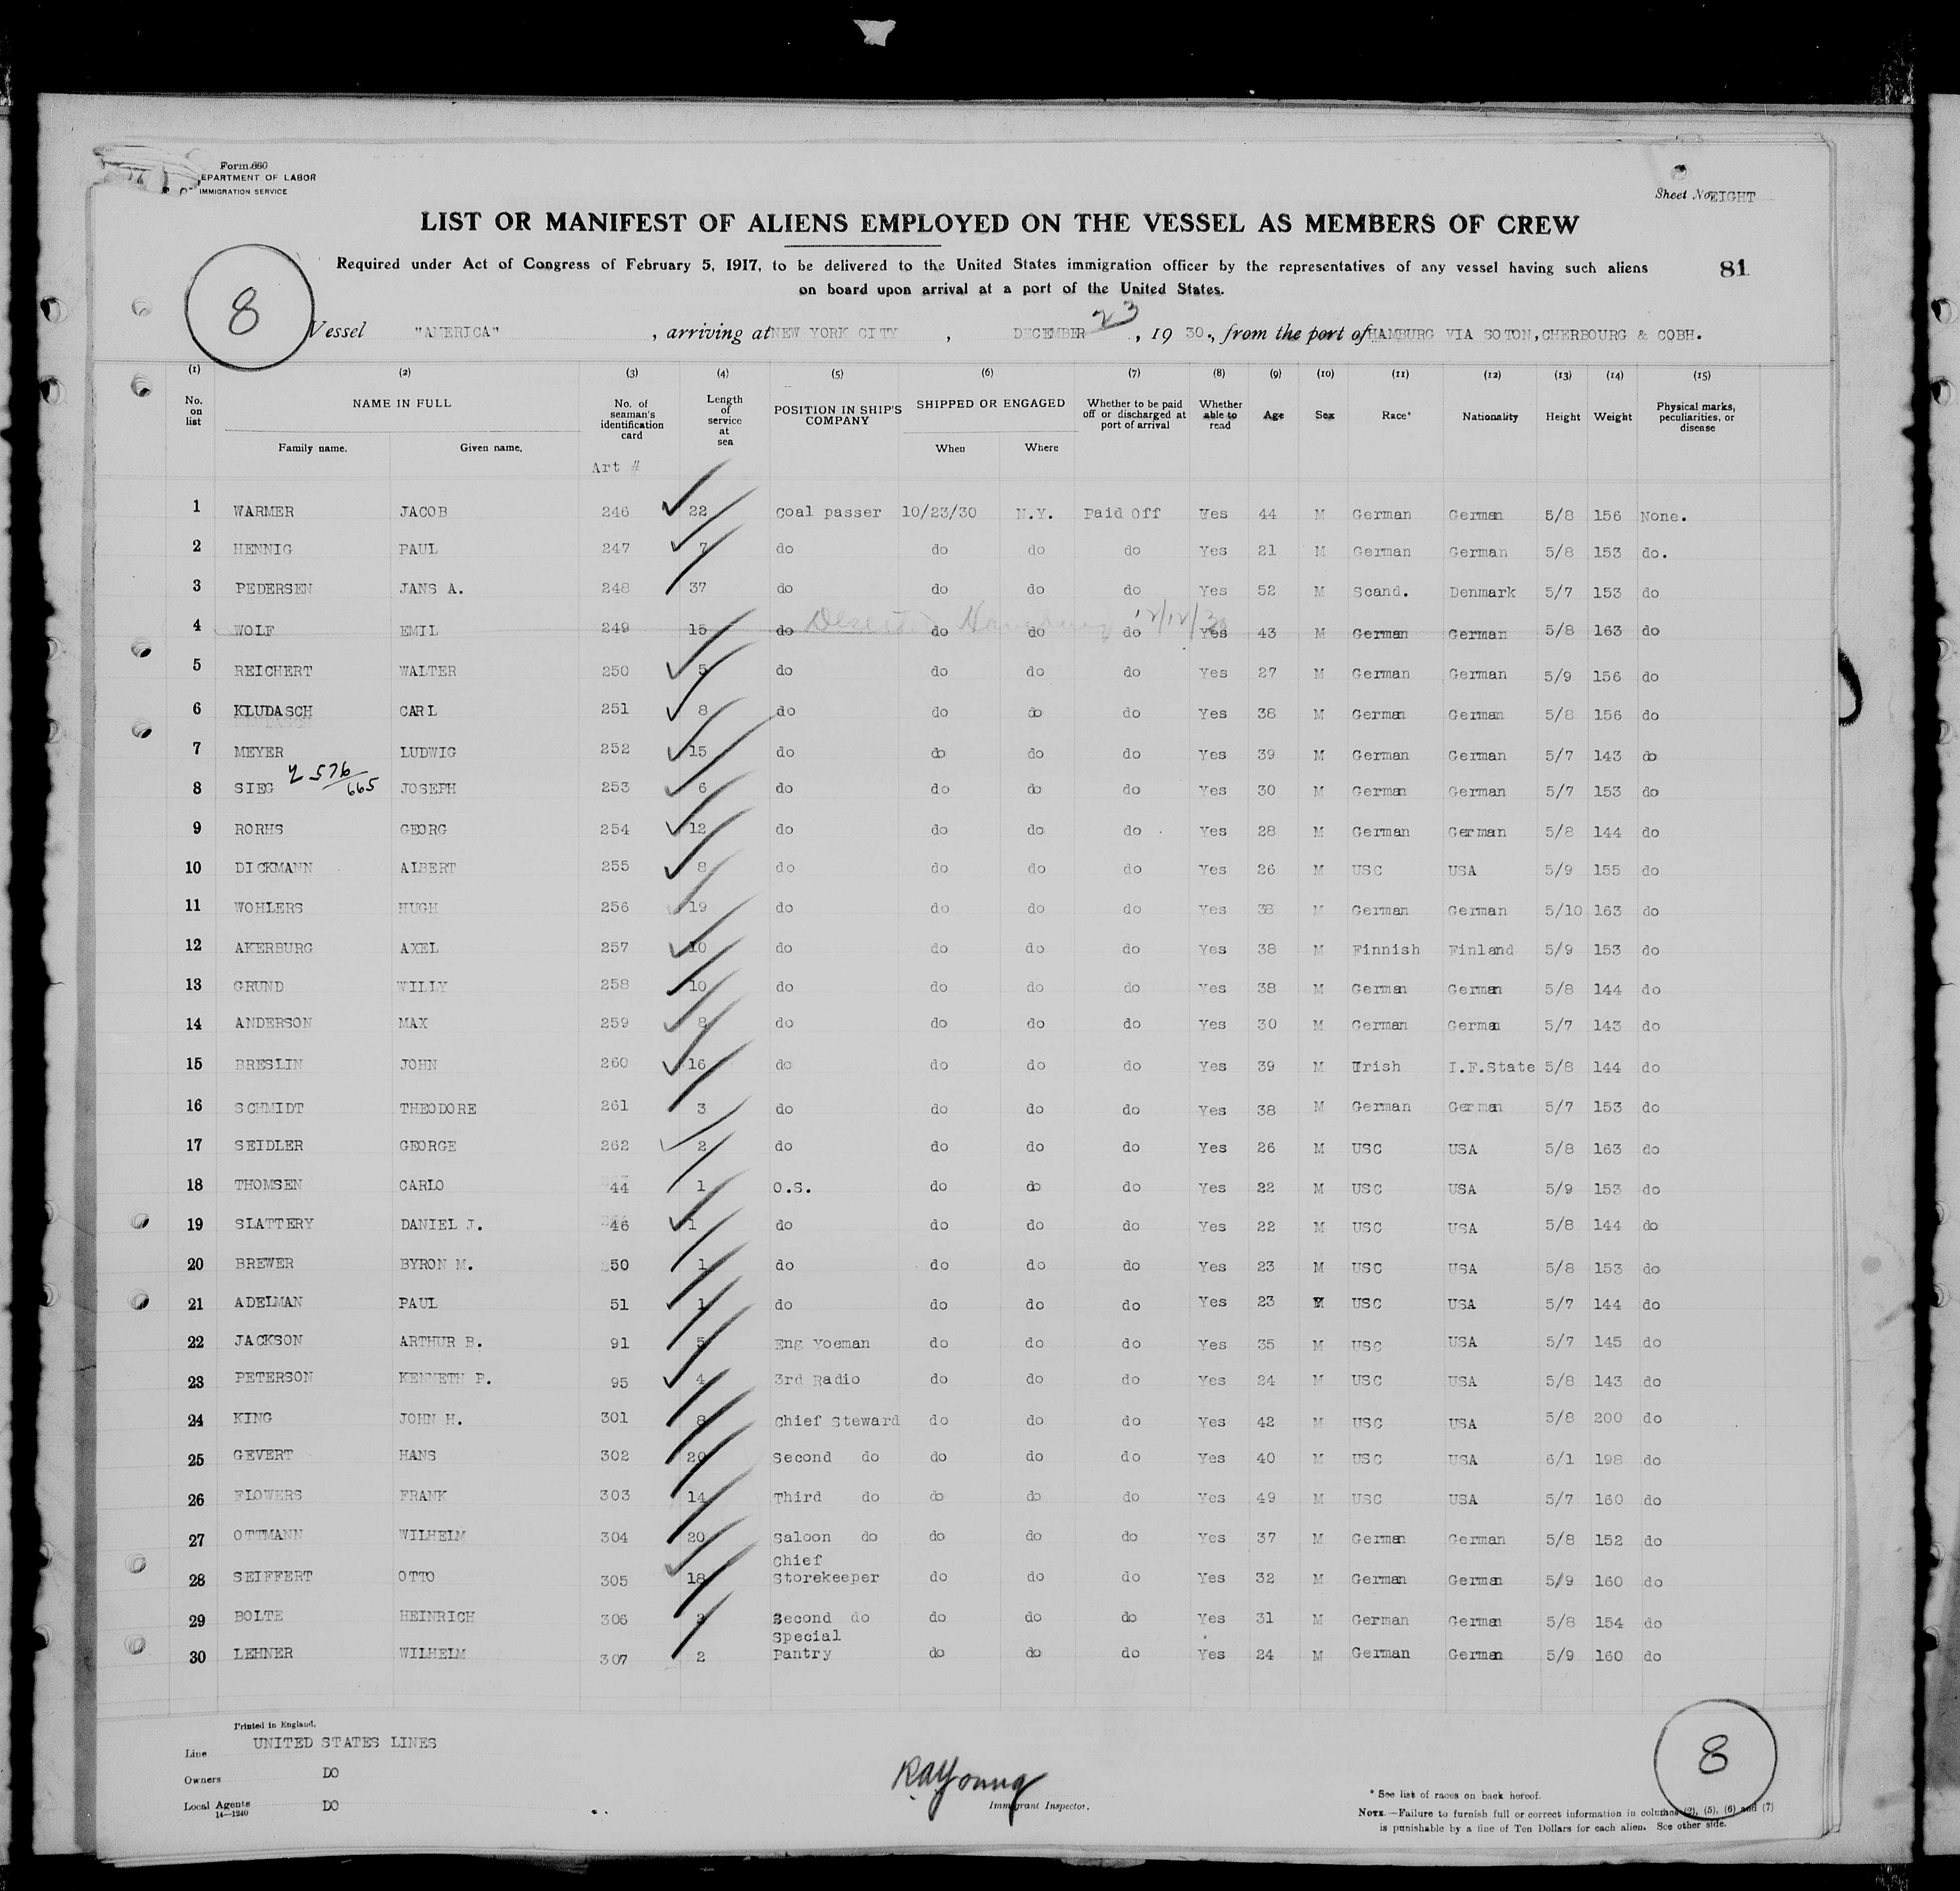 Form 680
EPARTMENT OF LABOR
IMMIGRATION SERVICE
Sheet No. EIGHT
LIST OR MANIFEST OF ALIENS EMPLOYED ON THE VESSEL AS MEMBERS OF CREW
Required under Act of Congress of February 5, 1917, to be delivered to the United States immigration officer by the representatives of any vessel having such aliens
on board upon arrival at a port of the United States.
81
8
Vessel "AMERICA", arriving at NEW YORK CITY, DECEMBER 23, 19 30., from the port of HAMBURG VIA SOTON, CHERBOURG & COBH.
(1) (2) (3) (4) (5) (6) (7) (8) (9) (10) (11) (12) (13) (14) (15)
No. on list NAME IN FULL Family name. Given name. No. of seaman's identification card Length of service at sea POSITION IN SHIP'S COMPANY SHIPPED OR ENGAGED When Where Whether to be paid off or discharged at port of arrival Whether able to read Age Sex Race* Nationality Height Weight Physical marks, peculiarities, or disease
Art #
1 WARMER JACOB 246 22 Coal passer 10/23/30 N.Y. Paid Off Yes 44 M German German 5/8 156 None.
2 HENNIG PAUL 247 7 do do do do Yes 21 M German German 5/8 153 do.
3 PEDERSEN JANS A. 248 37 do do do do Yes 52 M Scand. Denmark 5/7 153 do
Deserted Hamburg 12/12/30
4 WOLF EMIL 249 15 do do do do Yes 43 M German German 5/8 163 do
5 REICHERT WALTER 250 5 do do do do Yes 27 M German German 5/9 156 do
6 KLUDASCH CARL 251 8 do do do do Yes 38 M German German 5/8 156 do
7 MEYER LUDWIG 252 15 do do do do Yes 39 M German German 5/7 143 do
576/665
8 SIEG JOSEPH 253 6 do do do do Yes 30 M German German 5/7 153 do
9 RORHS GEORG 254 12 do do do do Yes 28 M German German 5/8 144 do
10 DICKMANN ALBERT 255 8 do do do do Yes 26 M USC USA 5/9 155 do
11 WOHLERS HUGH 256 19 do do do do Yes 38 M German German 5/10 163 do
12 AKERBURG AXEL 257 10 do do do do Yes 38 M Finnish Finland 5/9 153 do
13 GRUND WILLY 258 10 do do do do Yes 38 M German German 5/8 144 do
14 ANDERSON MAX 259 8 do do do do Yes 30 M German German 5/7 143 do
15 BRESLIN JOHN 260 16 do do do do Yes 39 M Irish I.F.State 5/8 144 do
16 SCHMIDT THEODORE 261 3 do do do do Yes 38 M German German 5/7 153 do
17 SEIDLER GEORGE 262 2 do do do do Yes 26 M USC USA 5/8 163 do
18 THOMSEN CARLO 44 1 O.S. do do do Yes 22 M USC USA 5/9 153 do
19 SLATTERY DANIEL J. 46 1 do do do do Yes 22 M USC USA 5/8 144 do
20 BREWER BYRON M. 50 1 do do do do Yes 23 M USC USA 5/8 153 do
21 ADELMAN PAUL 51 1 do do do do Yes 23 M USC USA 5/7 144 do
22 JACKSON ARTHUR B. 91 5 Eng Yoeman do do do Yes 35 M USC USA 5/7 145 do
23 PETERSON KENNETH P. 95 4 3rd Radio do do do Yes 24 M USC USA 5/8 143 do
24 KING JOHN H. 301 8 Chief Steward do do do Yes 42 M USC USA 5/8 200 do
25 GEVERT HANS 302 20 Second do do do do Yes 40 M USC USA 6/1 198 do
26 FLOWERS FRANK 303 14 Third do do do do Yes 49 M USC USA 5/7 160 do
27 OTTMANN WILHELM 304 20 Saloon do do do do Yes 37 M German German 5/8 152 do
28 SEIFFERT OTTO 305 18 Chief Storekeeper do do do Yes 32 M German German 5/9 160 do
29 BOLTE HEINRICH 306 2 Second do do do do Yes 31 M German German 5/8 154 do
30 LEHNER WILHELM 307 2 Special Pantry do do do Yes 24 M German German 5/9 160 do
Printed in England.
Line UNITED STATES LINES
Owners DO
Local Agents DO
14—1240
RAYoung
Immigrant Inspector.
8
* See list of races on back hereof.
NOTE.—Failure to furnish full or correct information in columns (2), (5), (6) and (7)
is punishable by a fine of Ten Dollars for each alien. See other side.